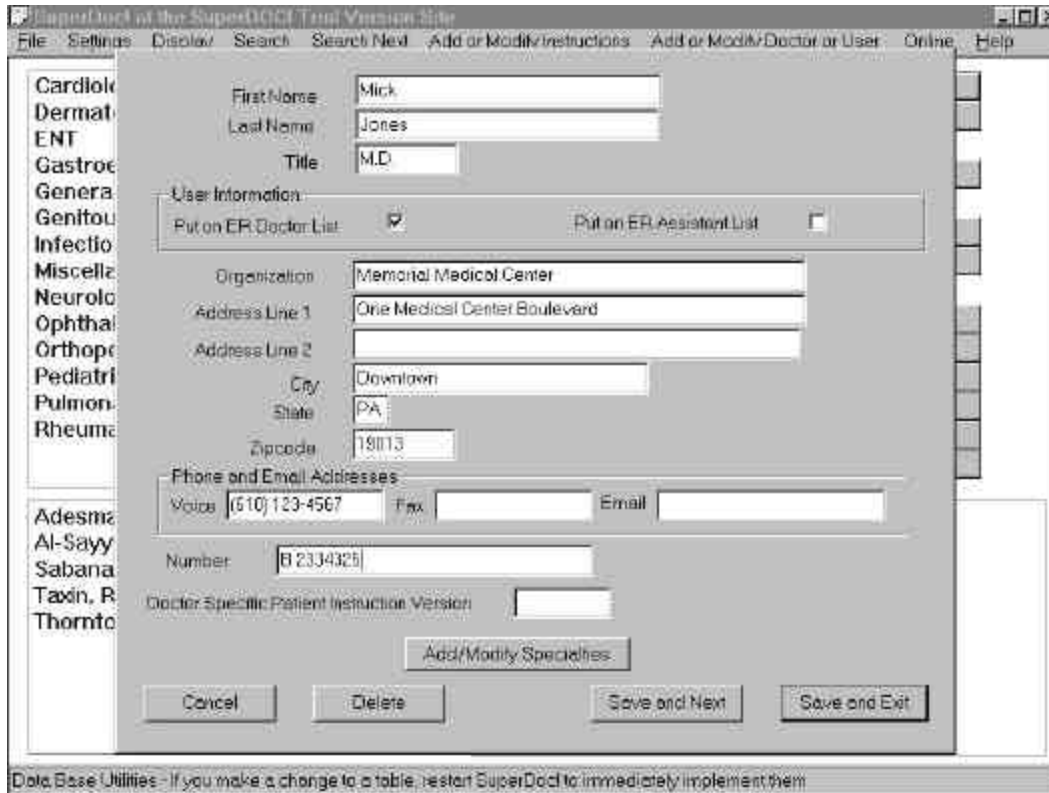 SuperDocI at the SuperDOCI Trial Version Site
File Settings Display Search Search Next Add or Modify Instructions Add or Modify Doctor or User Online Help
Cardiolo
Dermat
ENT
Gastroe
Genera
Genitou
Infectio
Miscella
Neurolo
Ophthal
Orthope
Pediatri
Pulmon
Rheuma
First Name Mick
Last Name Jones
Title M.D
User Information
Put on ER Doctor List Put on ER Assistant List
Organization Memorial Medical Center
Address Line 1 One Medical Center Boulevard
Address Line 2
City Downtown
State PA
Zipcode 19013
Phone and Email Addresses
Voice (610) 123-4567 Fax Email
Number B 2334325
Doctor Specific Patient Instruction Version
Add/Modify Specialties
Cancel Delete Save and Next Save and Exit
Adesma
Al-Sayy
Sabana
Taxin, R
Thornto
Data Base Utilities - If you make a change to a table, restart SuperDocI to immediately implement them